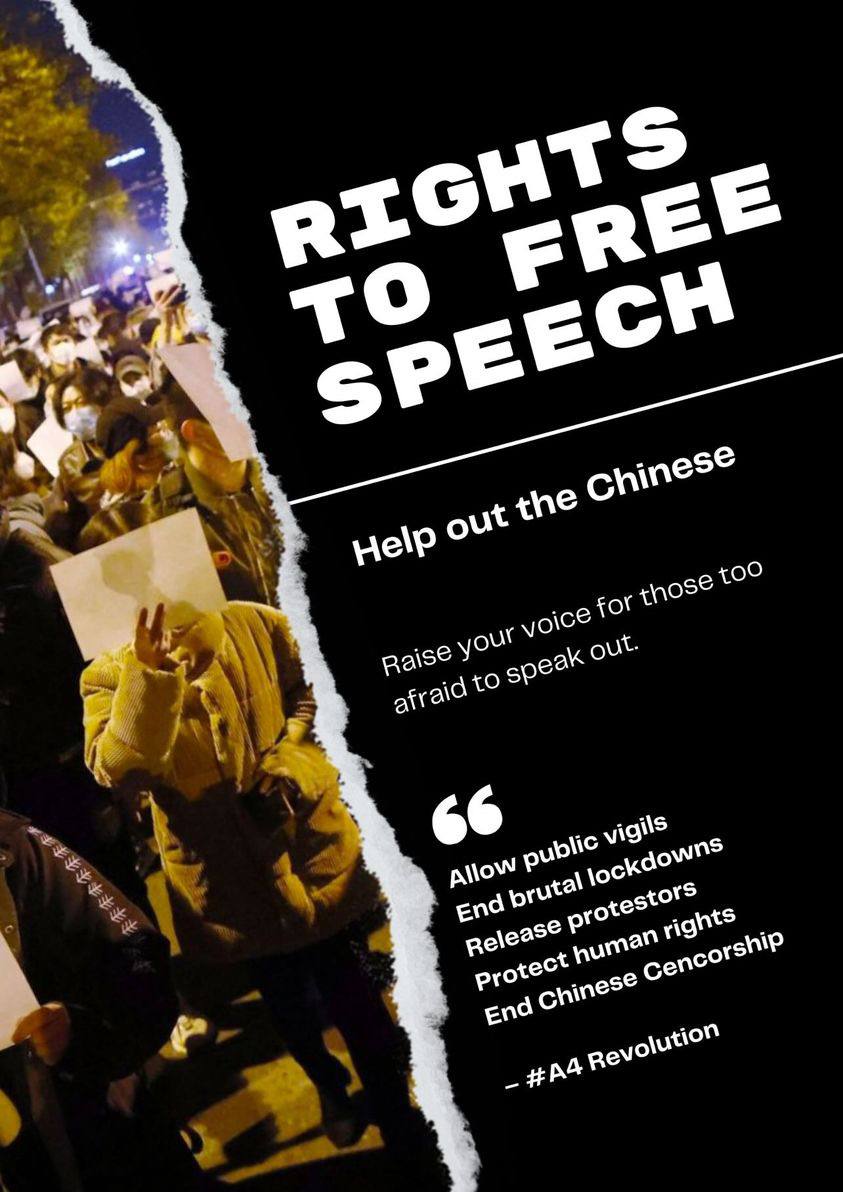 RIGHTS
TO FREE
SPEECH
Help out the Chinese
Raise your voice for those too
afraid to speak out.
“
Allow public vigils
End brutal lockdowns
Release protestors
Protect human rights
End Chinese Cencorship
– #A4 Revolution